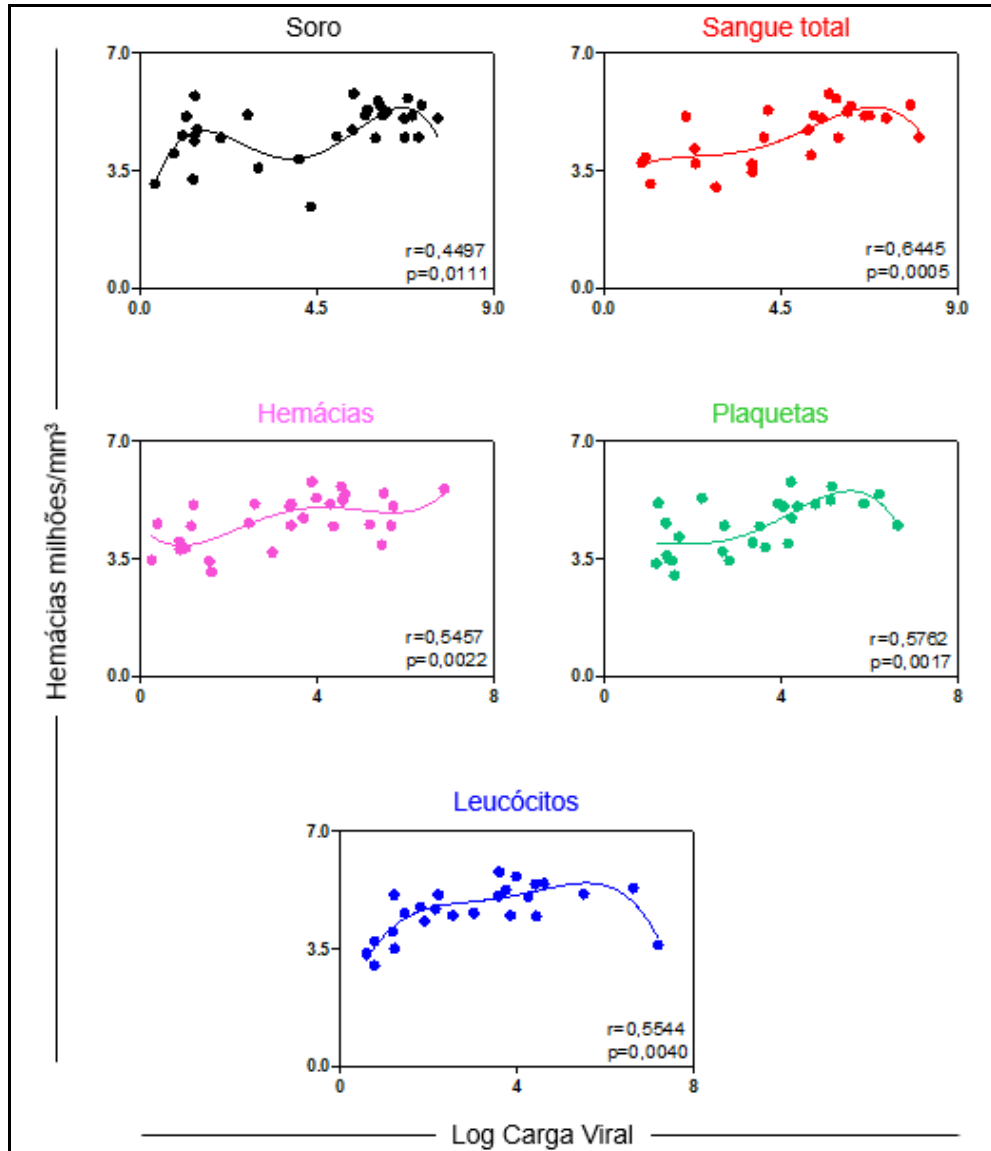 Soro
Sangue total
7.0
3.5
0.0
r=0,4497
p=0,0111
0.0
4.5
9.0
7.0
3.5
0.0
r=0,6445
p=0,0005
0.0
4.5
9.0
Hemácias milhões/mm³
Hemácias
Plaquetas
7.0
3.5
0.0
r=0,5457
p=0,0022
0
4
8
7.0
3.5
0.0
r=0,5762
p=0,0017
0
4
8
Leucócitos
7.0
3.5
0.0
r=0,5544
p=0,0040
0
4
8
Log Carga Viral